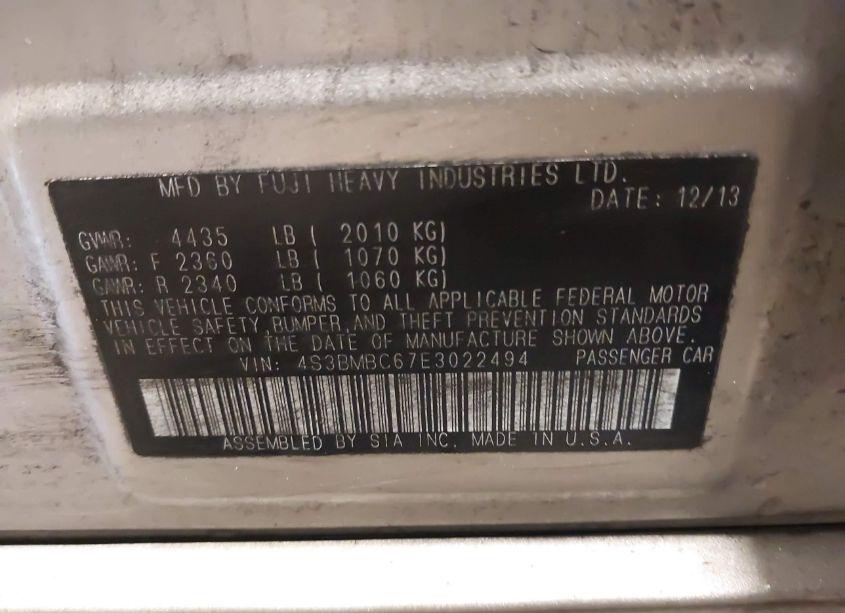 MFD BY FUJI HEAVY INDUSTRIES LTD.
DATE: 12/13
GVWR: 4435 LB ( 2010 KG)
GAWR: F 2360 LB ( 1070 KG)
GAWR: R 2340 LB ( 1060 KG)
THIS VEHICLE CONFORMS TO ALL APPLICABLE FEDERAL MOTOR
VEHICLE SAFETY, BUMPER, AND THEFT PREVENTION STANDARDS
IN EFFECT ON THE DATE OF MANUFACTURE SHOWN ABOVE.
VIN: 4S3BMBC67E3022494 PASSENGER CAR
ASSEMBLED BY SIA INC. MADE IN U.S.A.